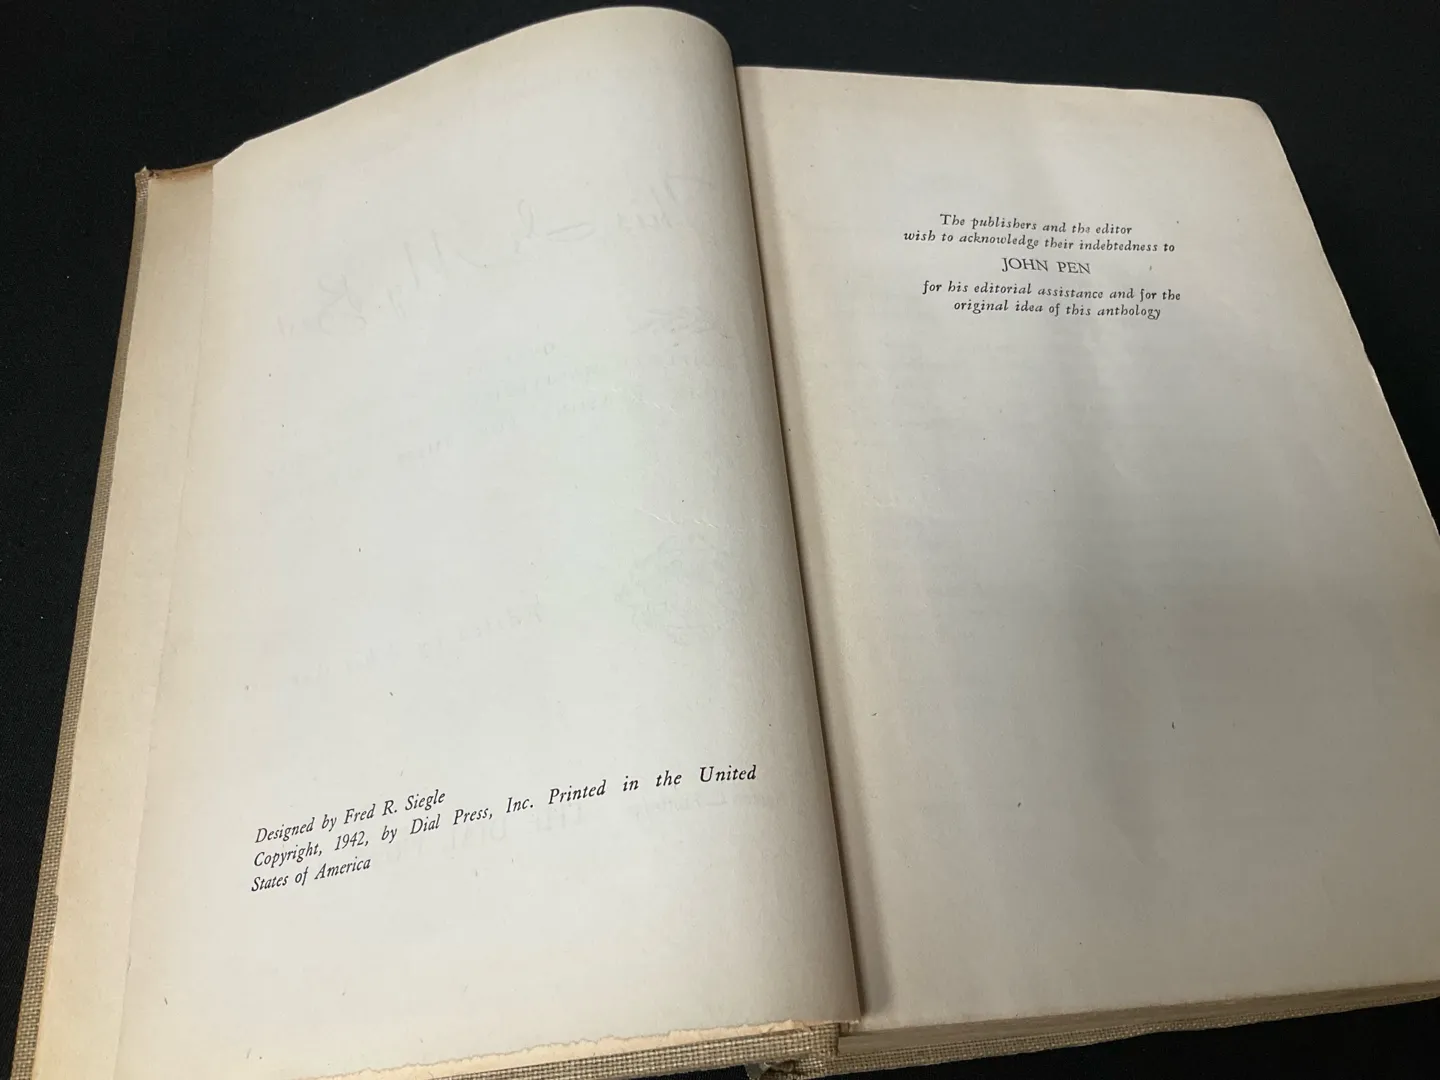 Designed by Fred R. Siegle
Copyright, 1942, by Dial Press, Inc. Printed in the United
States of America
The publishers and the editor
wish to acknowledge their indebtedness to
JOHN PEN
for his editorial assistance and for the
original idea of this anthology